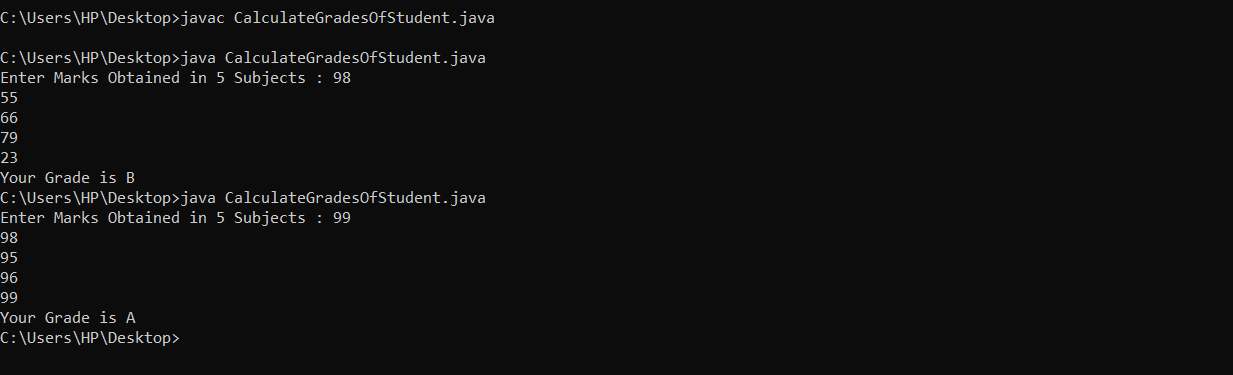 C:\Users\HP\Desktop>javac CalculateGradesOfStudent.java
C:\Users\HP\Desktop>java CalculateGradesOfStudent.java
Enter Marks Obtained in 5 Subjects : 98
55
66
79
23
Your Grade is B
C:\Users\HP\Desktop>java CalculateGradesOfStudent.java
Enter Marks Obtained in 5 Subjects : 99
98
95
96
99
Your Grade is A
C:\Users\HP\Desktop>